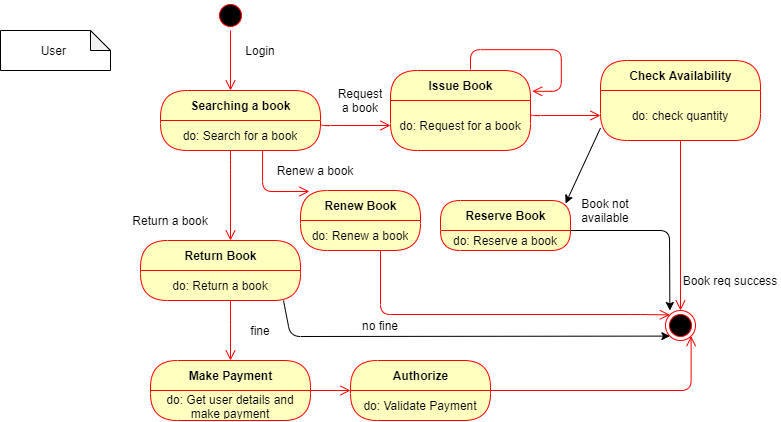 User
Login
Searching a book
do: Search for a book
Request
a book
Issue Book
do: Request for a book
Check Availability
do: check quantity
Renew a book
Return a book
Renew Book
do: Renew a book
Reserve Book
do: Reserve a book
Book not
available
Return Book
do: Return a book
Book req success
fine
no fine
Make Payment
do: Get user details and
make payment
Authorize
do: Validate Payment